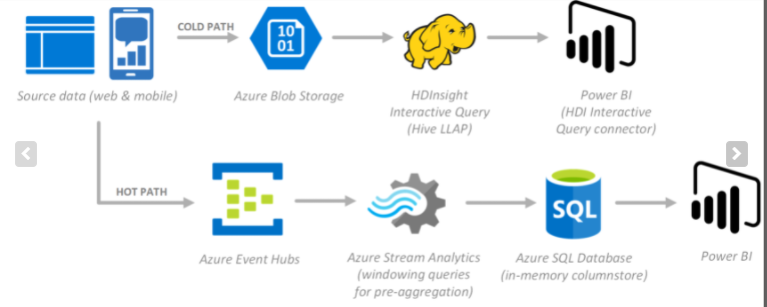 COLD PATH
10
01
Source data (web & mobile)
Azure Blob Storage
HDInsight
Interactive Query
(Hive LLAP)
Power BI
(HDI Interactive
Query connector)
HOT PATH
SQL
Azure Event Hubs
Azure Stream Analytics
(windowing queries
for pre-aggregation)
Azure SQL Database
(in-memory columnstore)
Power BI